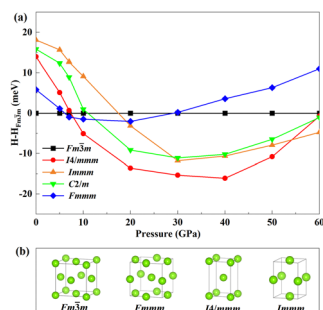 (a)
H-H_Fm3̄m (meV)
20
10
0
-10
-20
Fm3̄m
I4/mmm
Immm
C2/m
Fmmm
0 10 20 30 40 50 60
Pressure (GPa)
(b)
Fm3̄m Fmmm I4/mmm Immm